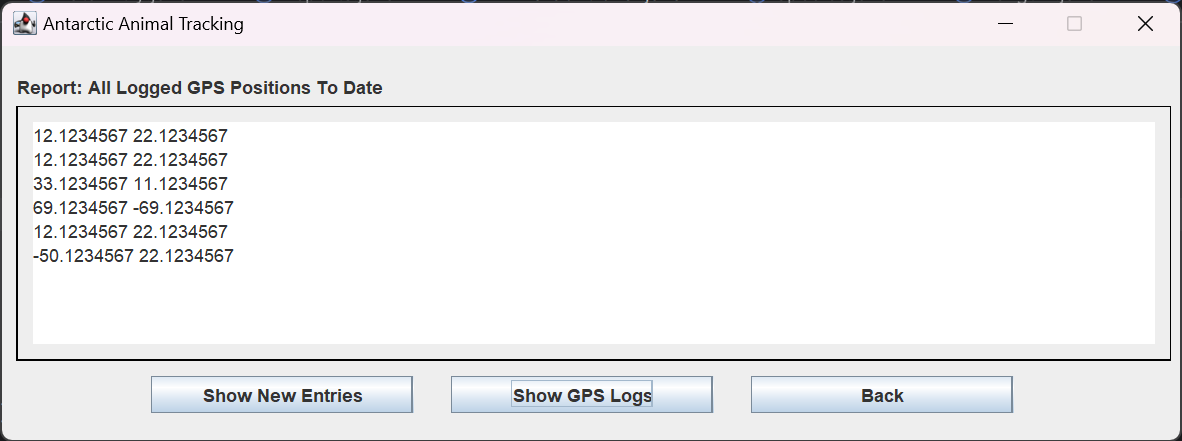 Antarctic Animal Tracking
Report: All Logged GPS Positions To Date
12.1234567 22.1234567
12.1234567 22.1234567
33.1234567 11.1234567
69.1234567 -69.1234567
12.1234567 22.1234567
-50.1234567 22.1234567
Show New Entries
Show GPS Logs
Back